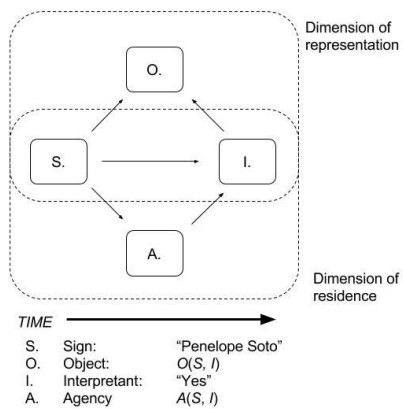 Dimension of
representation
O.
S.
I.
A.
Dimension of
residence
TIME
S. Sign: “Penelope Soto”
O. Object: O(S, I)
I. Interpretant: “Yes”
A. Agency A(S, I)